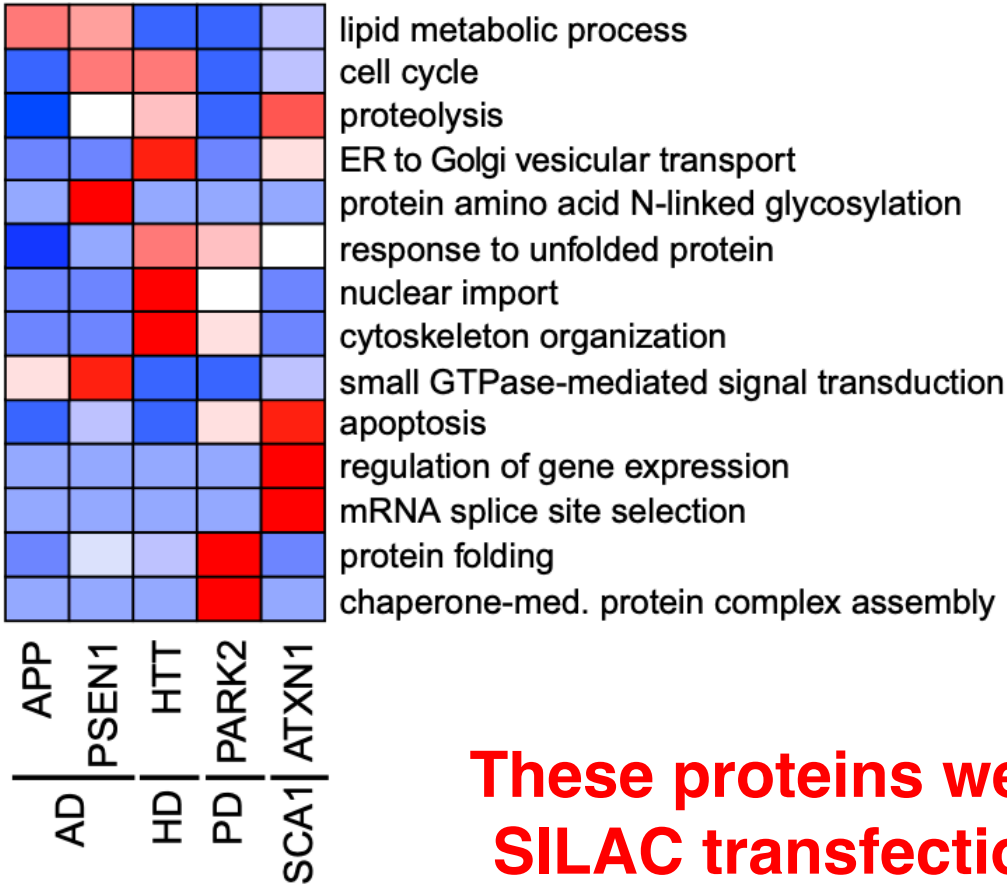 lipid metabolic process
cell cycle
proteolysis
ER to Golgi vesicular transport
protein amino acid N-linked glycosylation
response to unfolded protein
nuclear import
cytoskeleton organization
small GTPase-mediated signal transduction
apoptosis
regulation of gene expression
mRNA splice site selection
protein folding
chaperone-med. protein complex assembly
APP PSEN1 HTT PARK2 ATXN1
AD HD PD SCA1
These proteins
SILAC